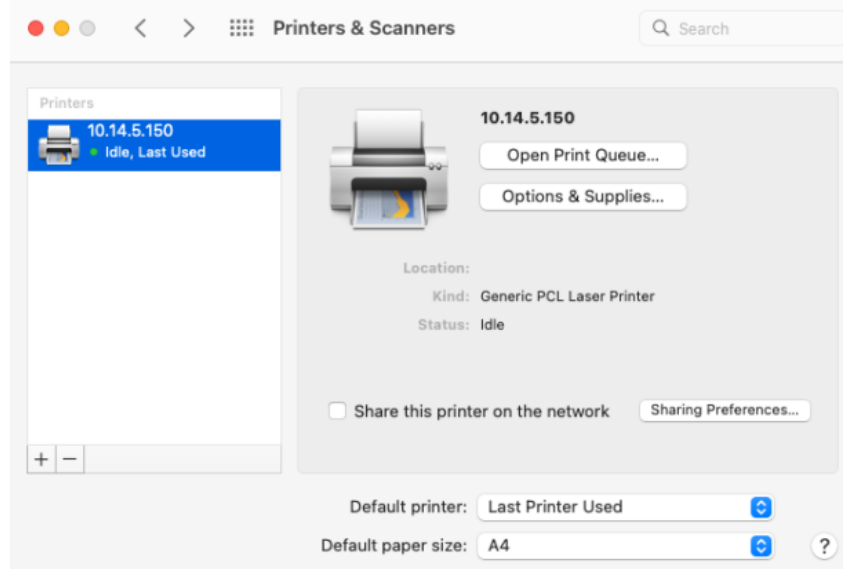 Printers & Scanners
Search
Printers
10.14.5.150
Idle, Last Used
10.14.5.150
Open Print Queue...
Options & Supplies...
Location:
Kind: Generic PCL Laser Printer
Status: Idle
Share this printer on the network
Sharing Preferences...
+ −
Default printer: Last Printer Used
Default paper size: A4
?